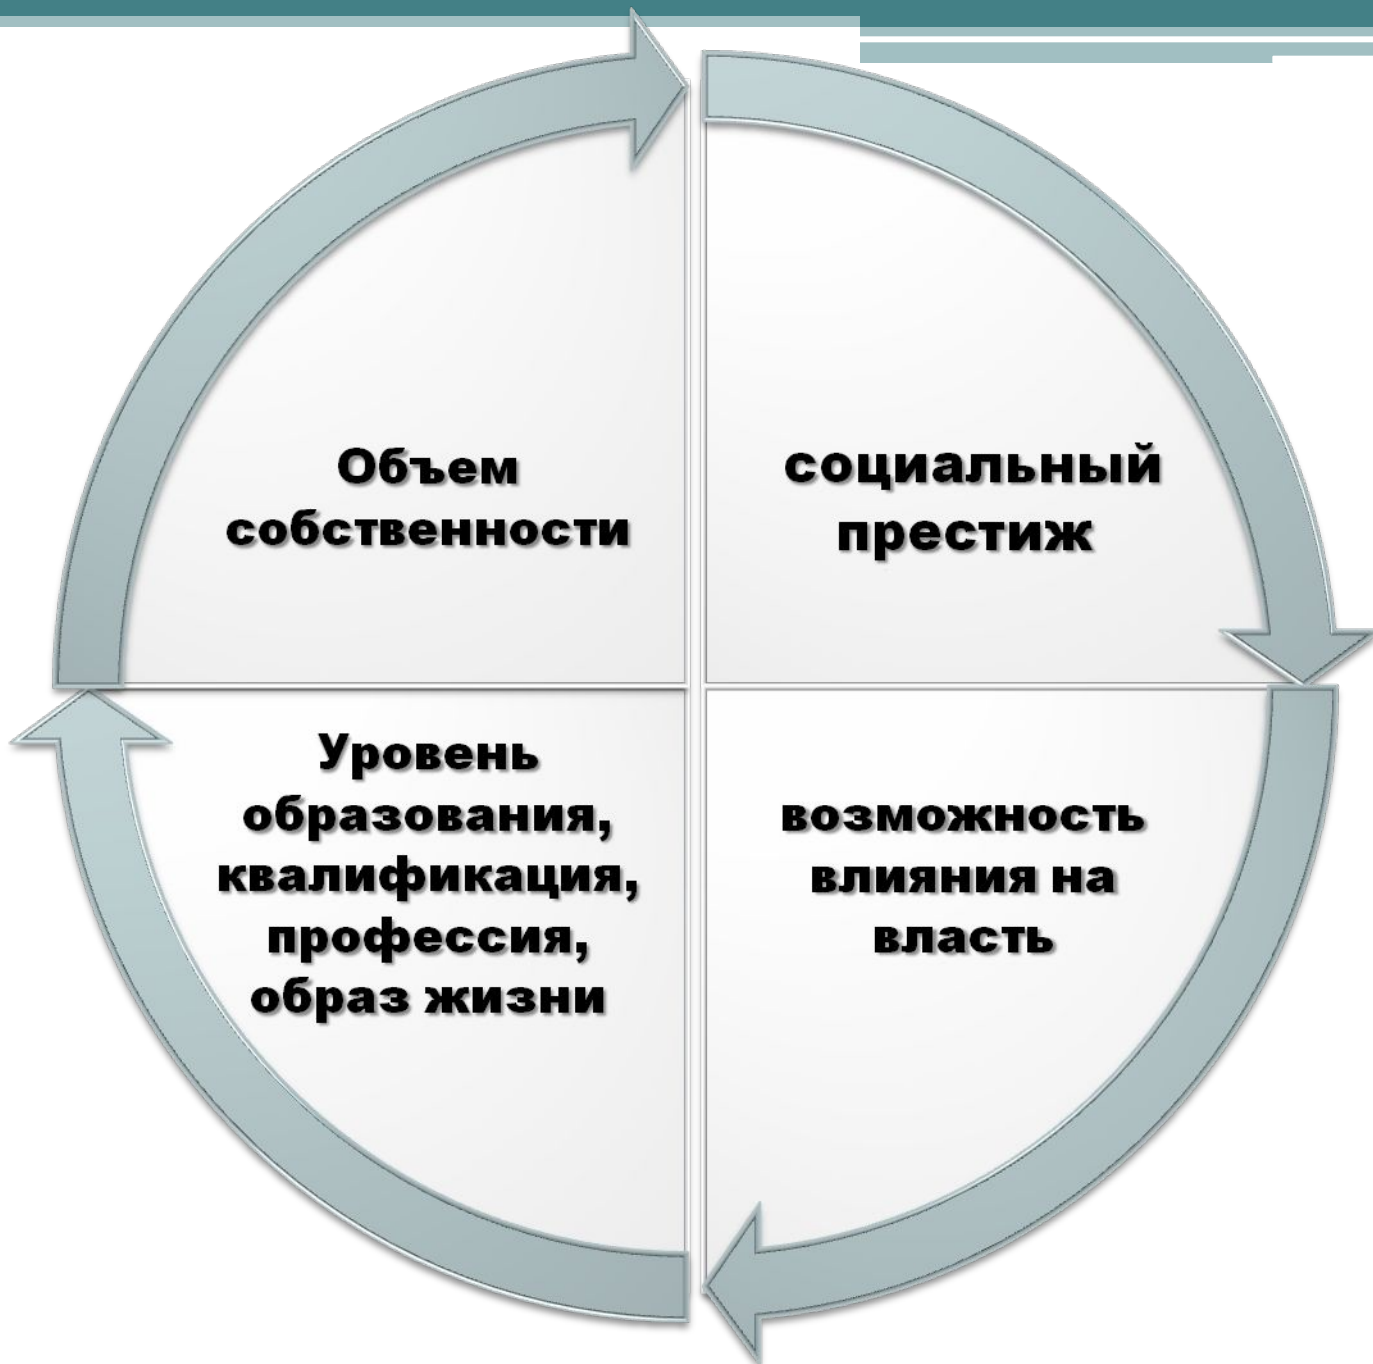 Объем
собственности
социальный
престиж
Уровень
образования,
квалификация,
профессия,
образ жизни
возможность
влияния на
власть